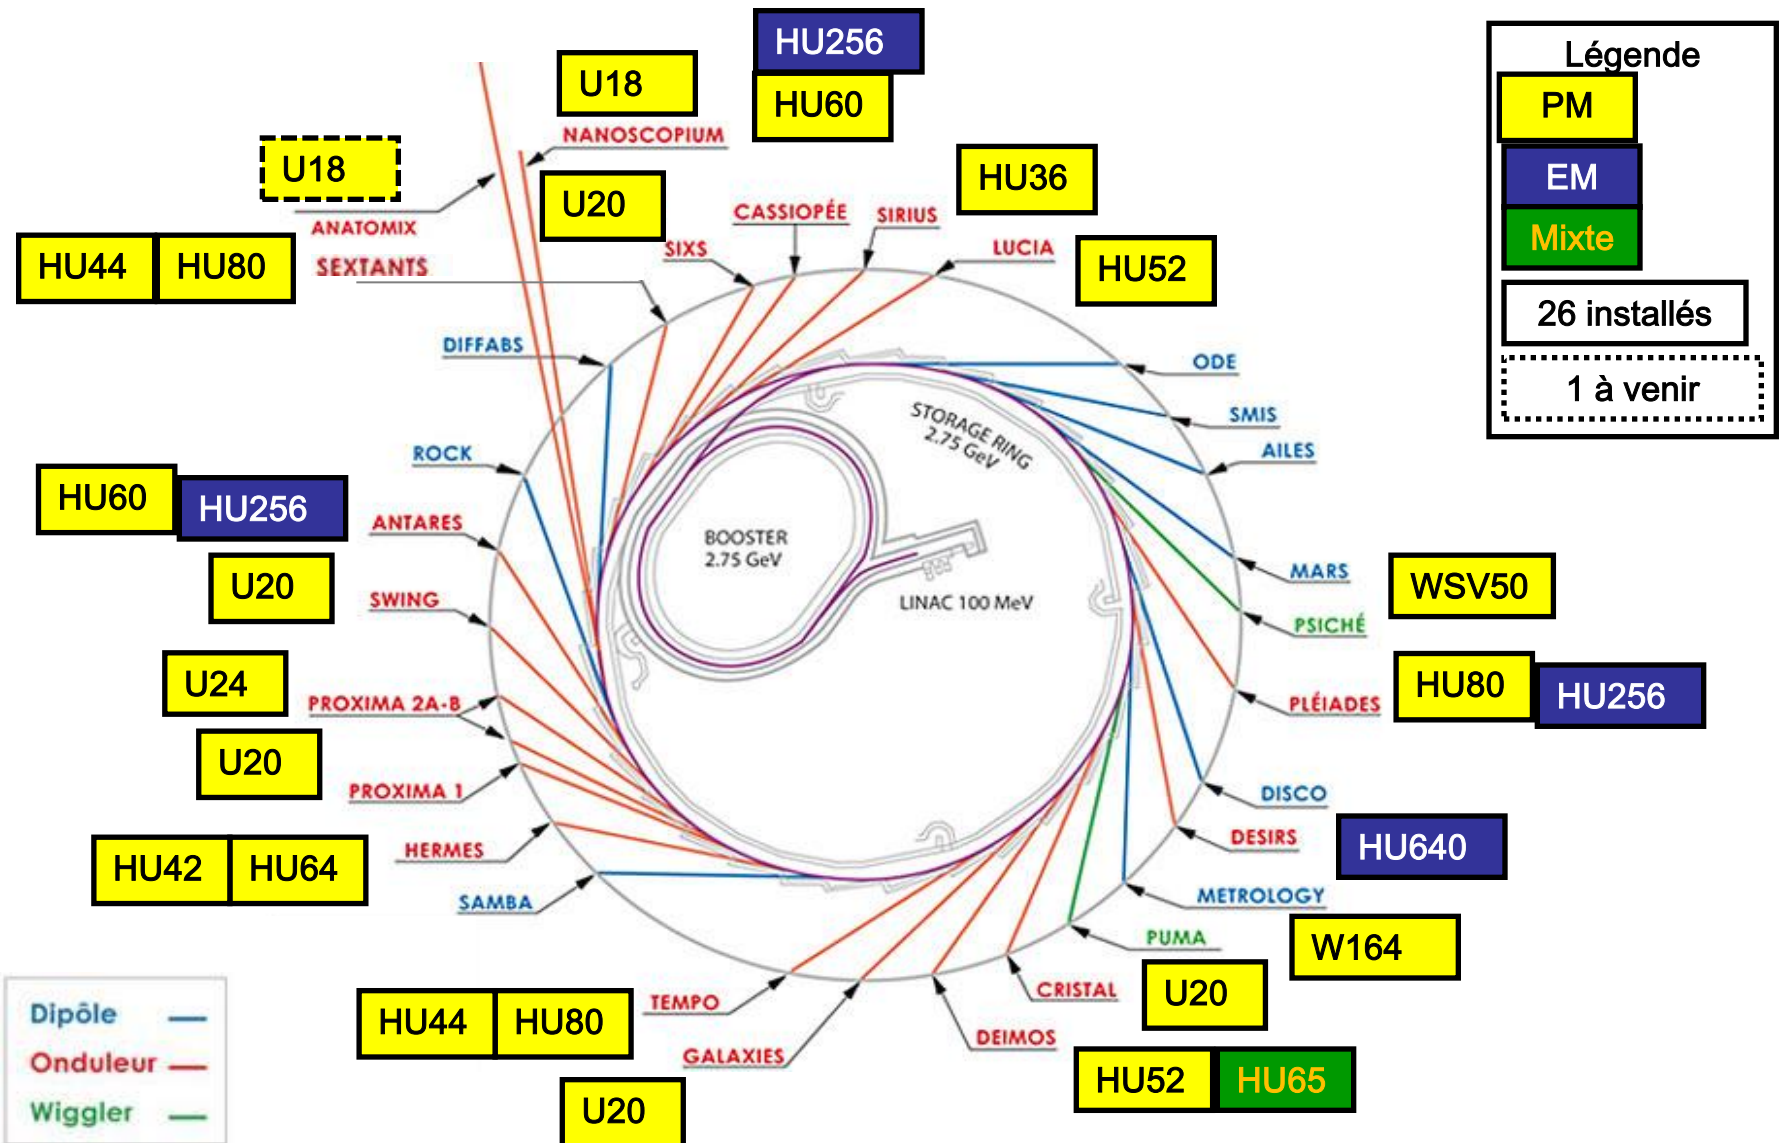 HU256
U18
HU60
NANOSCOPIUM
U18
U20
HU36
ANATOMIX
CASSIOPÉE
SIRIUS
HU44
HU80
SEXTANTS
SIXS
LUCIA
HU52
Légende
PM
EM
Mixte
26 installés
1 à venir
DIFFABS
ODE
STORAGE RING
2.75 GeV
SMIS
ROCK
AILES
HU60
HU256
ANTARES
BOOSTER
2.75 GeV
MARS
WSV50
U20
SWING
LINAC 100 MeV
PSICHÉ
U24
PROXIMA 2A-B
HU80
HU256
PLÉIADES
U20
PROXIMA 1
DISCO
HU42
HU64
HERMES
DESIRS
HU640
SAMBA
METROLOGY
PUMA
W164
Dipôle
Onduleur
Wiggler
HU44
HU80
TEMPO
CRISTAL
U20
GALAXIES
DEIMOS
U20
HU52
HU65